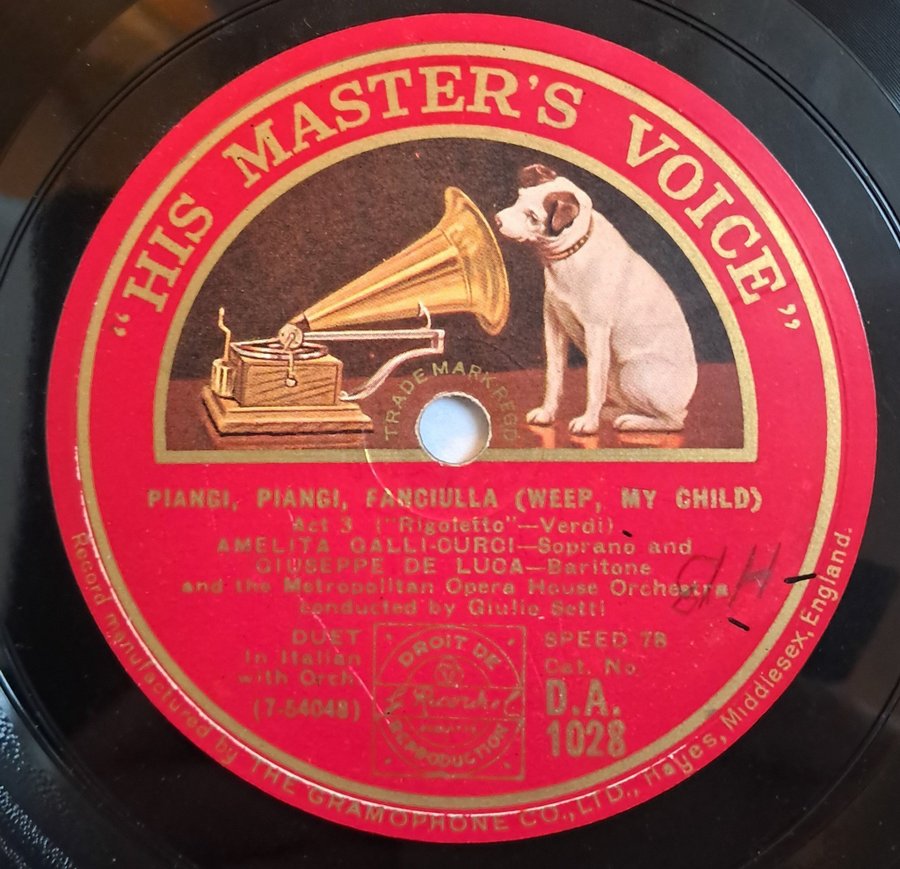 "HIS MASTER'S VOICE"
TRADE MARK REGD
PIANGI, PIANGI, FANCIULLA (WEEP, MY CHILD)
Act 3 ("Rigoletto"—Verdi)
AMELITA GALLI-CURCI—Soprano and
GIUSEPPE DE LUCA—Baritone
and the Metropolitan Opera House Orchestra
conducted by Giulio Setti
DUET
in Italian
with Orch
(7-54048)
DROIT DE
REPRODUCTION
SPEED 78
Cat. No.
D.A.
1028
Record manufactured by THE GRAMOPHONE CO., LTD., Hayes, Middlesex, England.